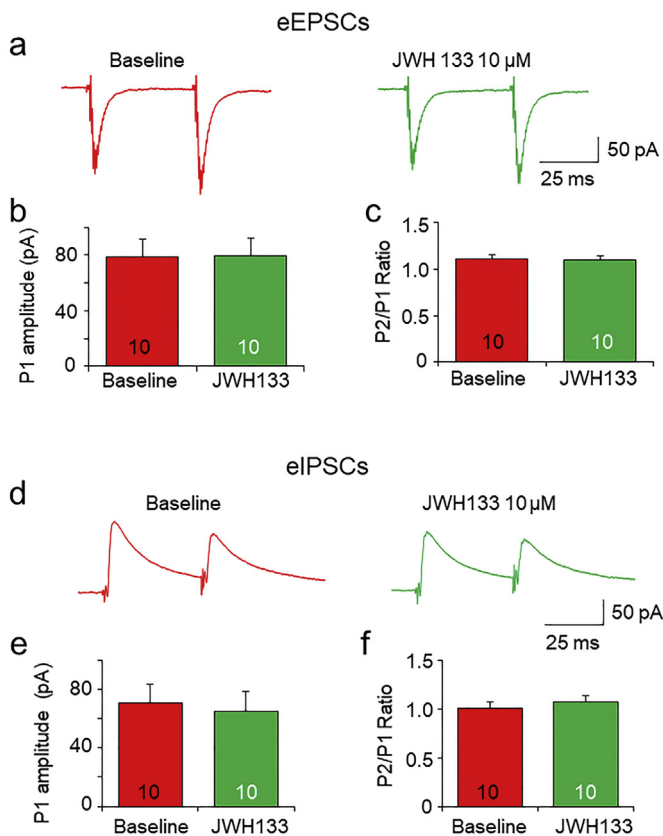 eEPSCs
a
Baseline
JWH 133 10 µM
50 pA
25 ms
b
P1 amplitude (pA)
80
40
0
10
10
Baseline
JWH133
c
P2/P1 Ratio
1.5
1.0
0.5
0
10
10
Baseline
JWH133
eIPSCs
d
Baseline
JWH133 10 µM
50 pA
25 ms
e
P1 amplitude (pA)
80
40
0
10
10
Baseline
JWH133
f
P2/P1 Ratio
1.5
1.0
0.5
0
10
10
Baseline
JWH133